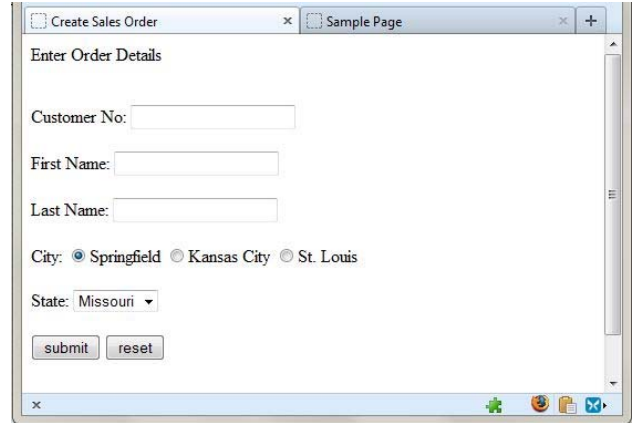 Create Sales Order Sample Page
Enter Order Details
Customer No:
First Name:
Last Name:
City: Springfield Kansas City St. Louis
State: Missouri
submit reset